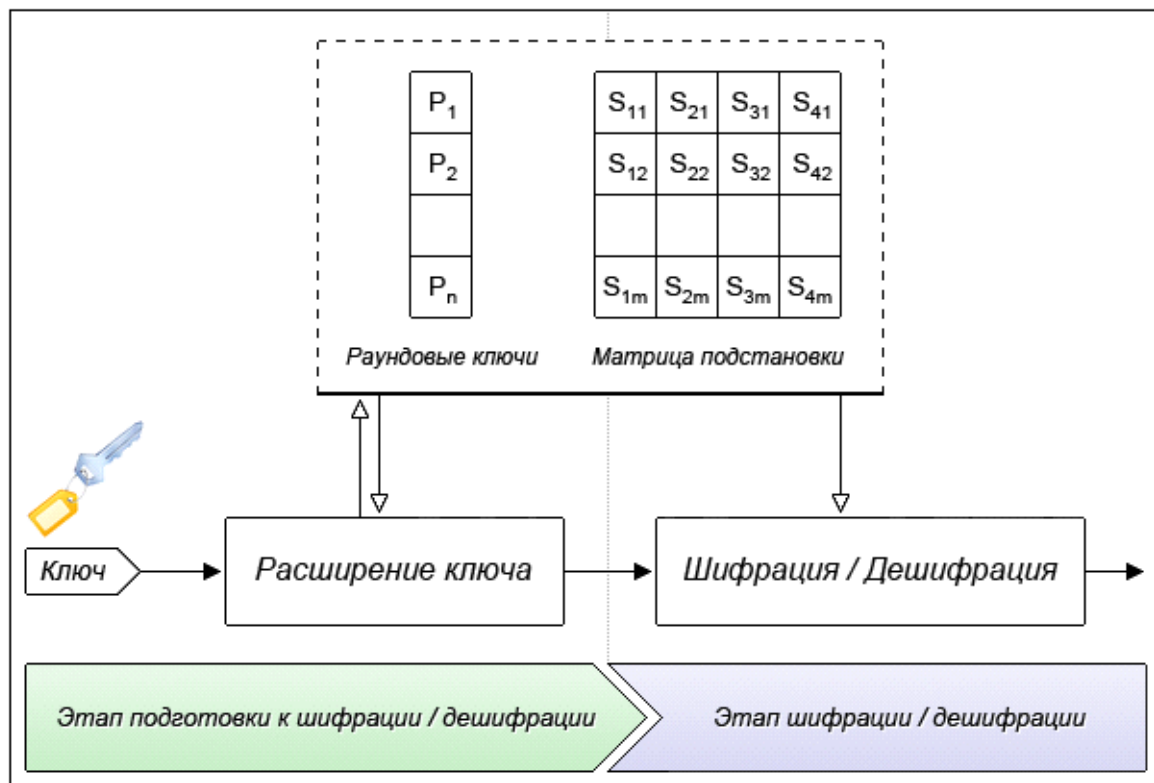 P1 S11 S21 S31 S41
P2 S12 S22 S32 S42
Pn S1m S2m S3m S4m
Раундовые ключи Матрица подстановки
Ключ Расширение ключа Шифрация / Дешифрация
Этап подготовки к шифрации / дешифрации Этап шифрации / дешифрации